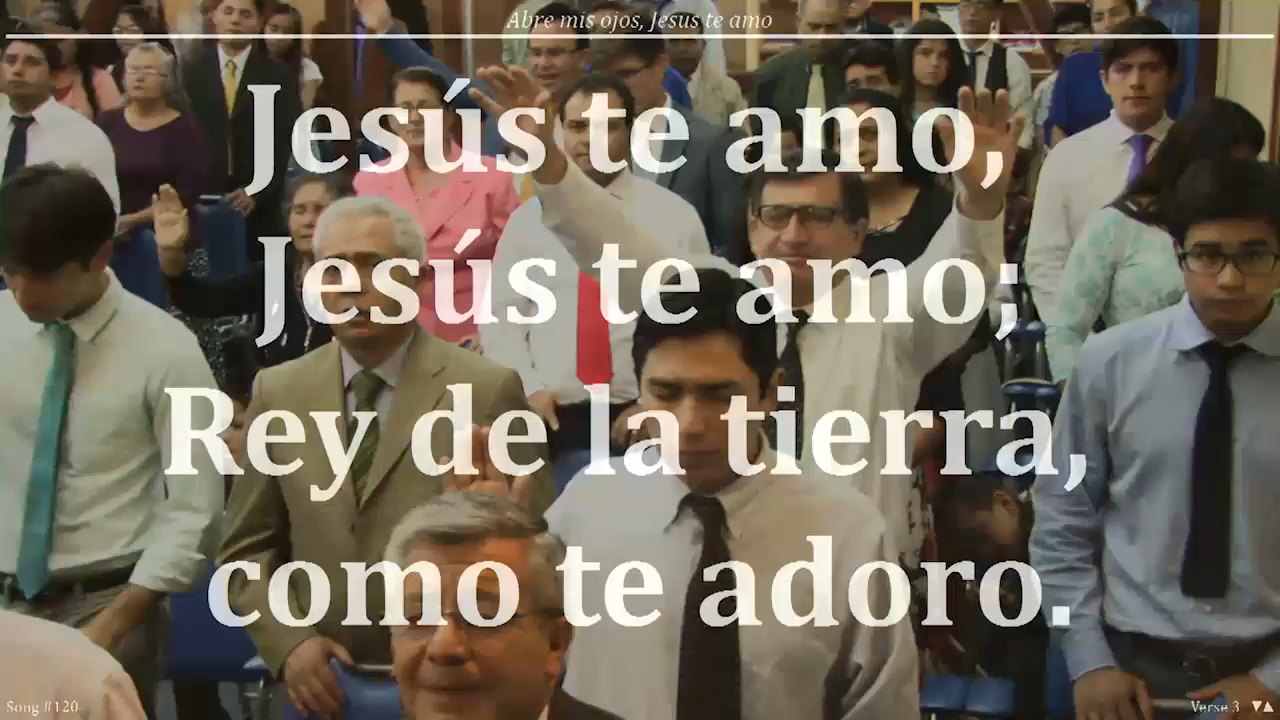 Abre mis ojos, Jesus te amo
Jesús te amo,
Jesús te amo;
Rey de la tierra,
como te adoro.
Song #120
Verse 3 ▼▲